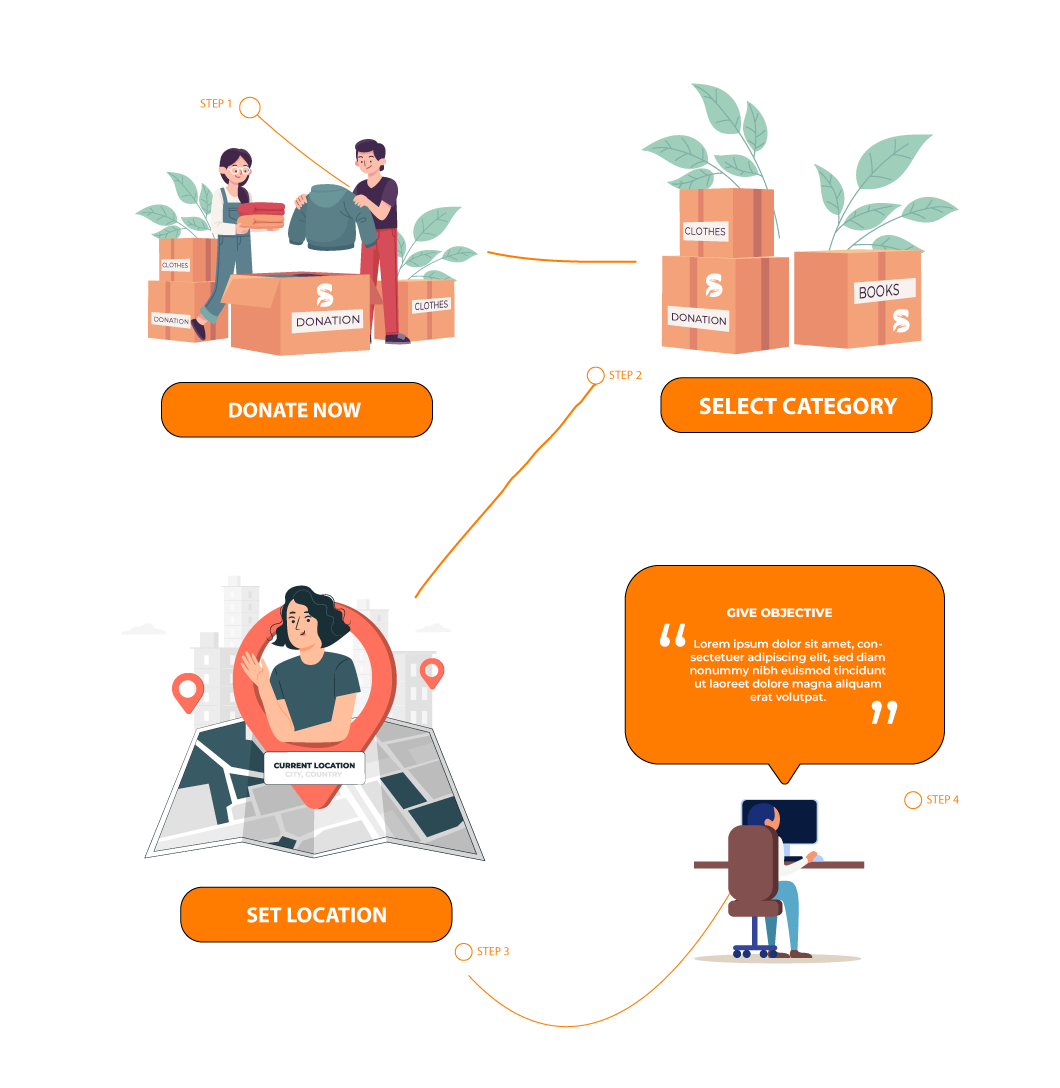 STEP 1
CLOTHES
DONATION
DONATION
CLOTHES
DONATE NOW
CLOTHES
DONATION
BOOKS
STEP 2
SELECT CATEGORY
CURRENT LOCATION
CITY, COUNTRY
SET LOCATION
STEP 3
GIVE OBJECTIVE
“ Lorem ipsum dolor sit amet, con-
sectetuer adipiscing elit, sed diam
nonummy nibh euismod tincidunt
ut laoreet dolore magna aliquam
erat volutpat. ”
STEP 4